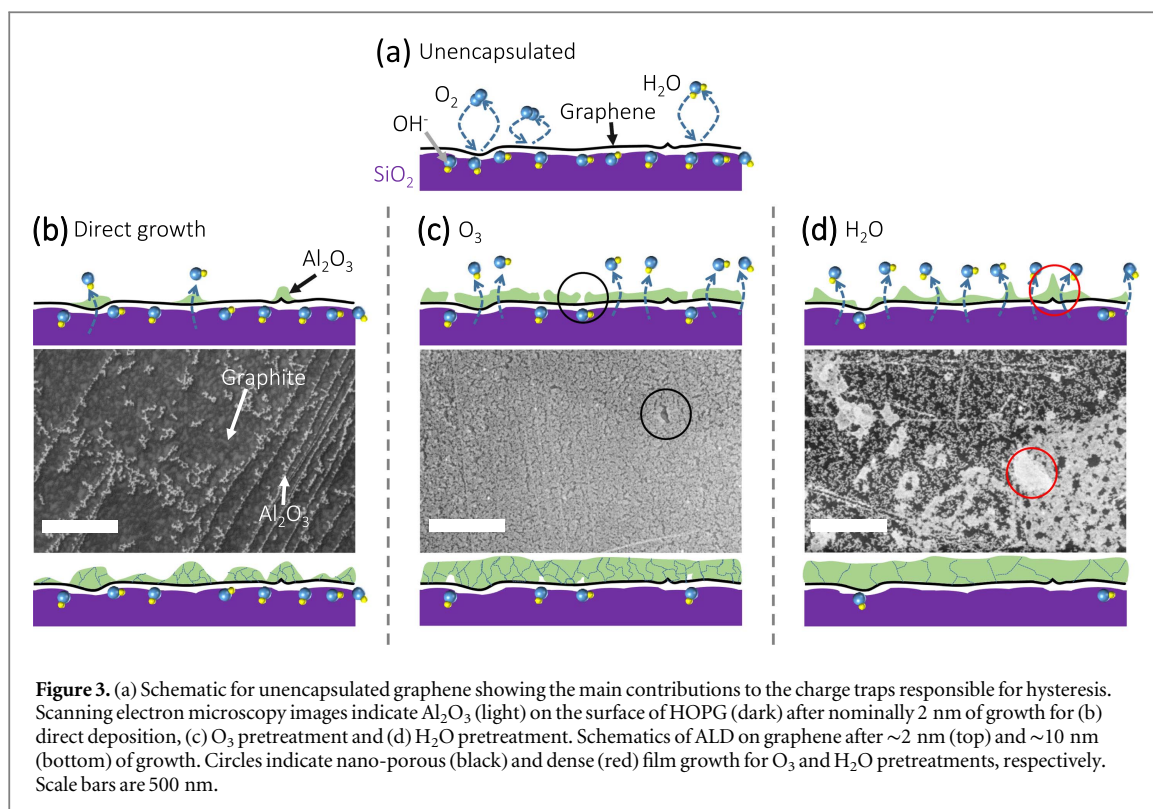 (a) Unencapsulated
O₂
H₂O
Graphene
OH⁻
SiO₂
(b) Direct growth
(c) O₃
(d) H₂O
Al₂O₃
Graphite
Al₂O₃
Figure 3. (a) Schematic for unencapsulated graphene showing the main contributions to the charge traps responsible for hysteresis.
Scanning electron microscopy images indicate Al₂O₃ (light) on the surface of HOPG (dark) after nominally 2 nm of growth for (b)
direct deposition, (c) O₃ pretreatment and (d) H₂O pretreatment. Schematics of ALD on graphene after ~2 nm (top) and ~10 nm
(bottom) of growth. Circles indicate nano-porous (black) and dense (red) film growth for O₃ and H₂O pretreatments, respectively.
Scale bars are 500 nm.